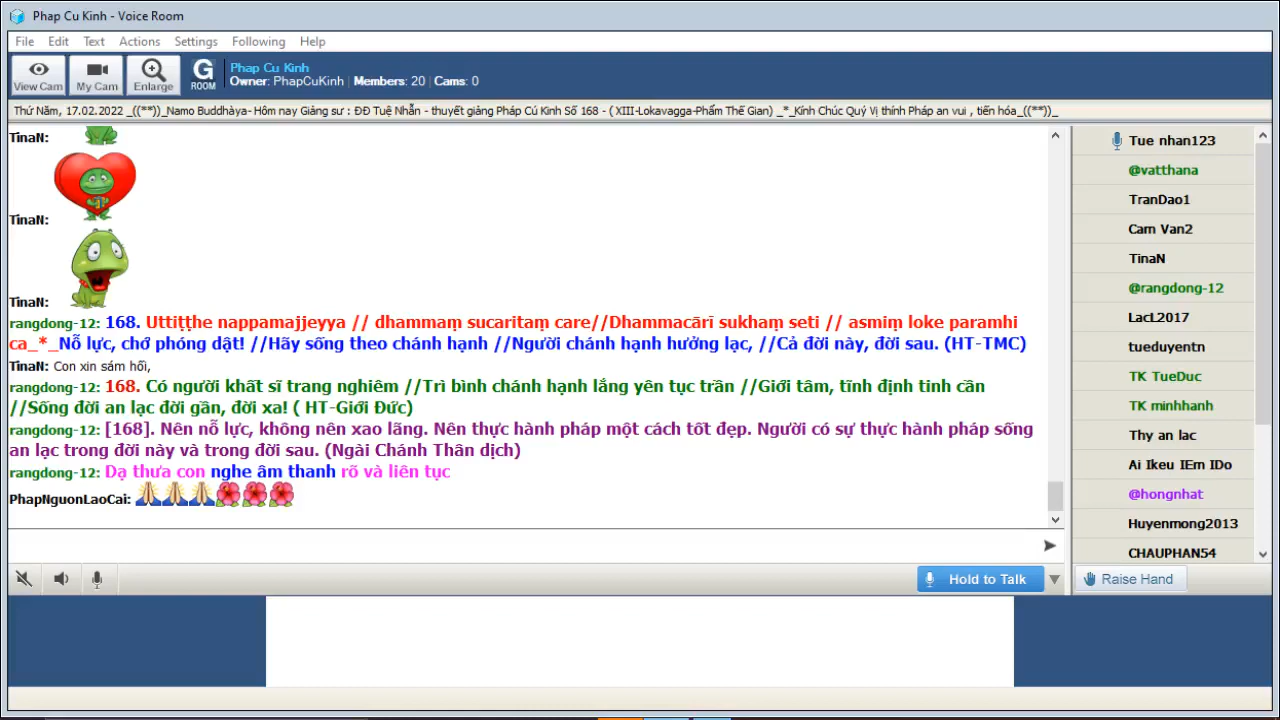 Phap Cu Kinh - Voice Room
File Edit Text Actions Settings Following Help
View Cam My Cam Enlarge G ROOM
Phap Cu Kinh
Owner: PhapCuKinh | Members: 20 | Cams: 0
Thứ Năm, 17.02.2022 _((**))_Namo Buddhàya- Hôm nay Giảng sư : ĐĐ Tuệ Nhẫn - thuyết giảng Pháp Cú Kinh Số 168 - ( XIII-Lokavagga-Phẩm Thế Gian) _*_Kính Chúc Quý Vị thính Pháp an vui , tiến hóa_((**))_
TinaN:
TinaN:
TinaN:
rangdong-12: 168. Uttiṭṭhe nappamajjeyya // dhammaṃ sucaritaṃ care//Dhammacārī sukhaṃ seti // asmiṃ loke paramhi
ca_*_Nỗ lực, chớ phóng dật! //Hãy sống theo chánh hạnh //Người chánh hạnh hưởng lạc, //Cả đời này, đời sau. (HT-TMC)
TinaN: Con xin sám hối,
rangdong-12: 168. Có người khất sĩ trang nghiêm //Trì bình chánh hạnh lắng yên tục trần //Giới tâm, tĩnh định tinh cần
//Sống đời an lạc đời gần, đời xa! ( HT-Giới Đức)
rangdong-12: [168]. Nên nỗ lực, không nên xao lãng. Nên thực hành pháp một cách tốt đẹp. Người có sự thực hành pháp sống
an lạc trong đời này và trong đời sau. (Ngài Chánh Thân dịch)
rangdong-12: Dạ thưa con nghe âm thanh rõ và liên tục
PhapNguonLaoCai:
Hold to Talk
Tue nhan123
@vatthana
TranDao1
Cam Van2
TinaN
@rangdong-12
LacL2017
tueduyentn
TK TueDuc
TK minhhanh
Thy an lac
Ai Ikeu IEm IDo
@hongnhat
Huyenmong2013
CHAUPHAN54
Raise Hand